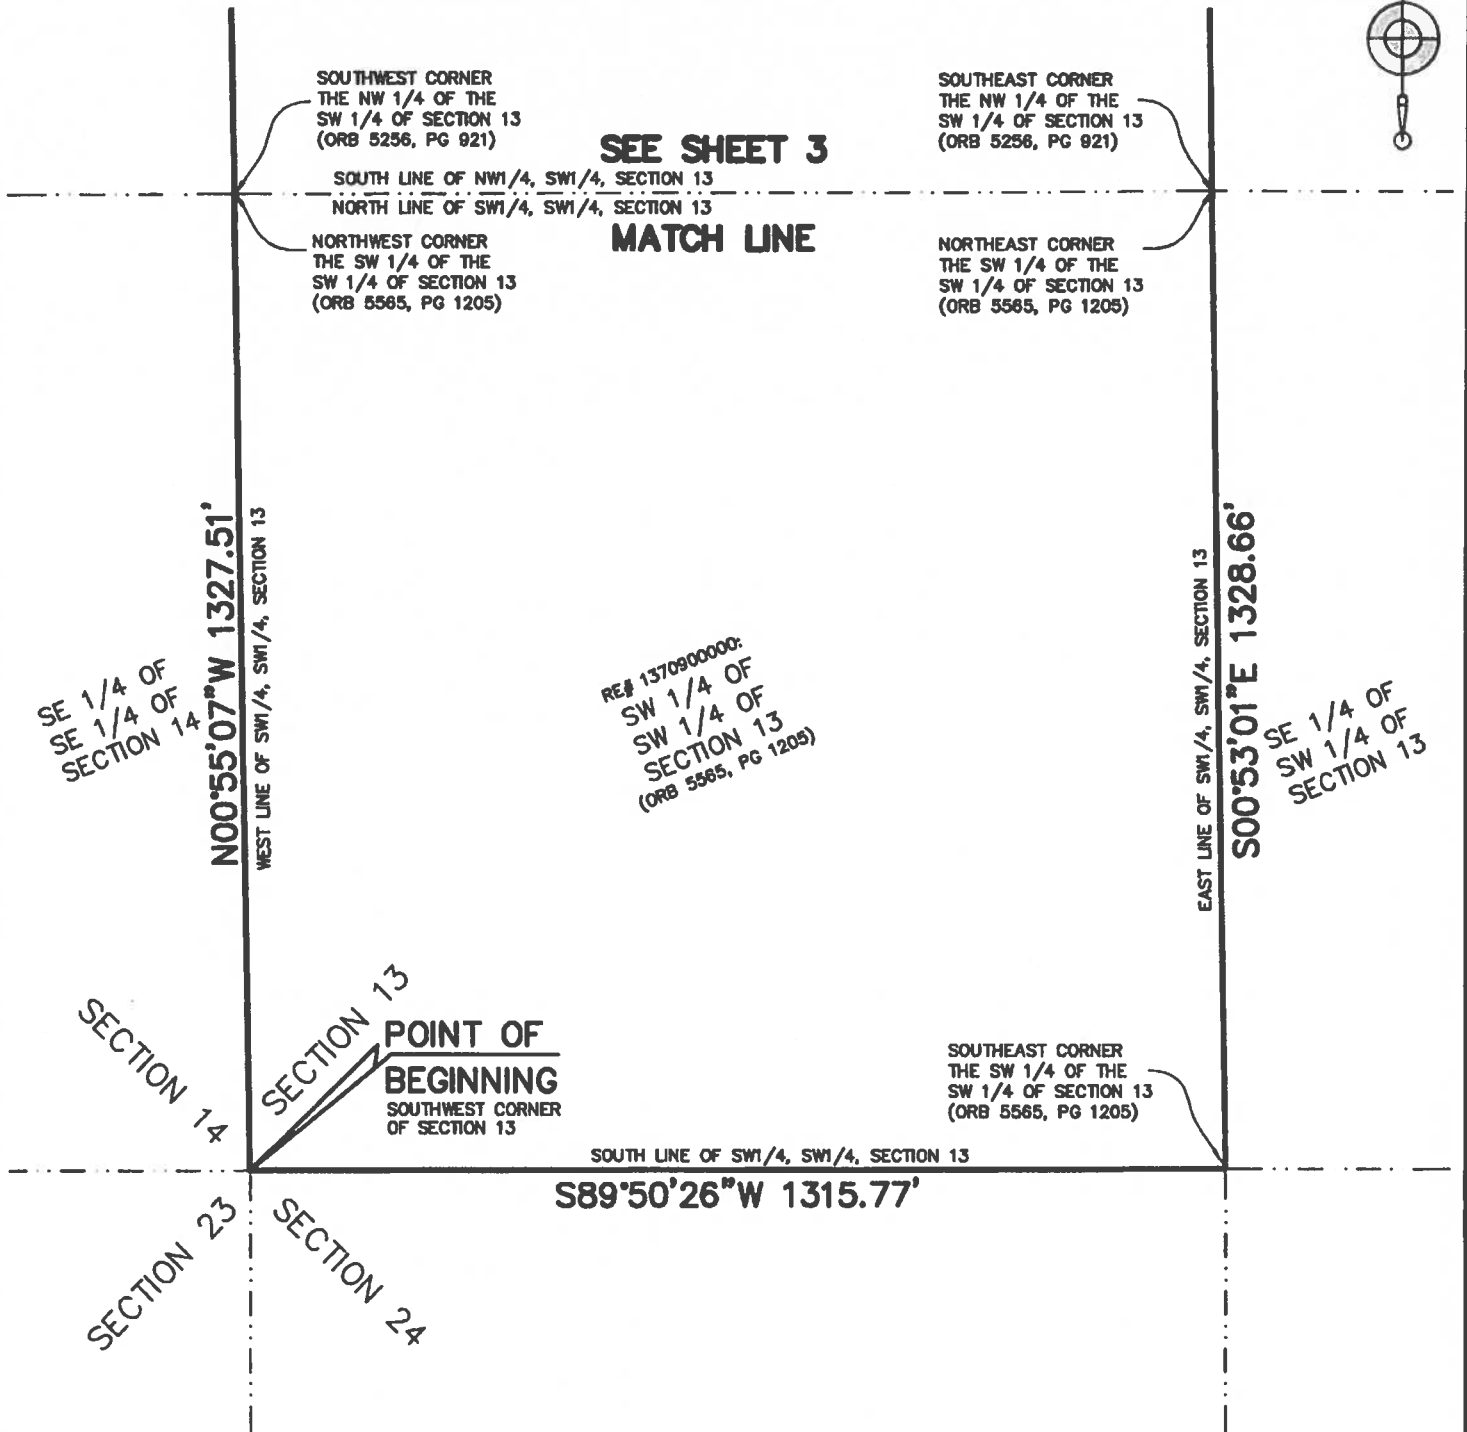 SOUTHWEST CORNER
THE NW 1/4 OF THE
SW 1/4 OF SECTION 13
(ORB 5256, PG 921)
SOUTHEAST CORNER
THE NW 1/4 OF THE
SW 1/4 OF SECTION 13
(ORB 5256, PG 921)
SEE SHEET 3
SOUTH LINE OF NW1/4, SW1/4, SECTION 13
NORTH LINE OF SW1/4, SW1/4, SECTION 13
MATCH LINE
NORTHWEST CORNER
THE SW 1/4 OF THE
SW 1/4 OF SECTION 13
(ORB 5565, PG 1205)
NORTHEAST CORNER
THE SW 1/4 OF THE
SW 1/4 OF SECTION 13
(ORB 5565, PG 1205)
N00°55'07"W 1327.51'
WEST LINE OF SW1/4, SW1/4, SECTION 13
SE 1/4 OF
SE 1/4 OF
SECTION 14
RE# 1370900000:
SW 1/4 OF
SW 1/4 OF
SECTION 13
(ORB 5565, PG 1205)
EAST LINE OF SW1/4, SW1/4, SECTION 13
S00°53'01"E 1328.66'
SE 1/4 OF
SW 1/4 OF
SECTION 13
SECTION 14
SECTION 13
POINT OF
BEGINNING
SOUTHWEST CORNER
OF SECTION 13
SOUTHEAST CORNER
THE SW 1/4 OF THE
SW 1/4 OF SECTION 13
(ORB 5565, PG 1205)
SOUTH LINE OF SW1/4, SW1/4, SECTION 13
S89°50'26"W 1315.77'
SECTION 23
SECTION 24